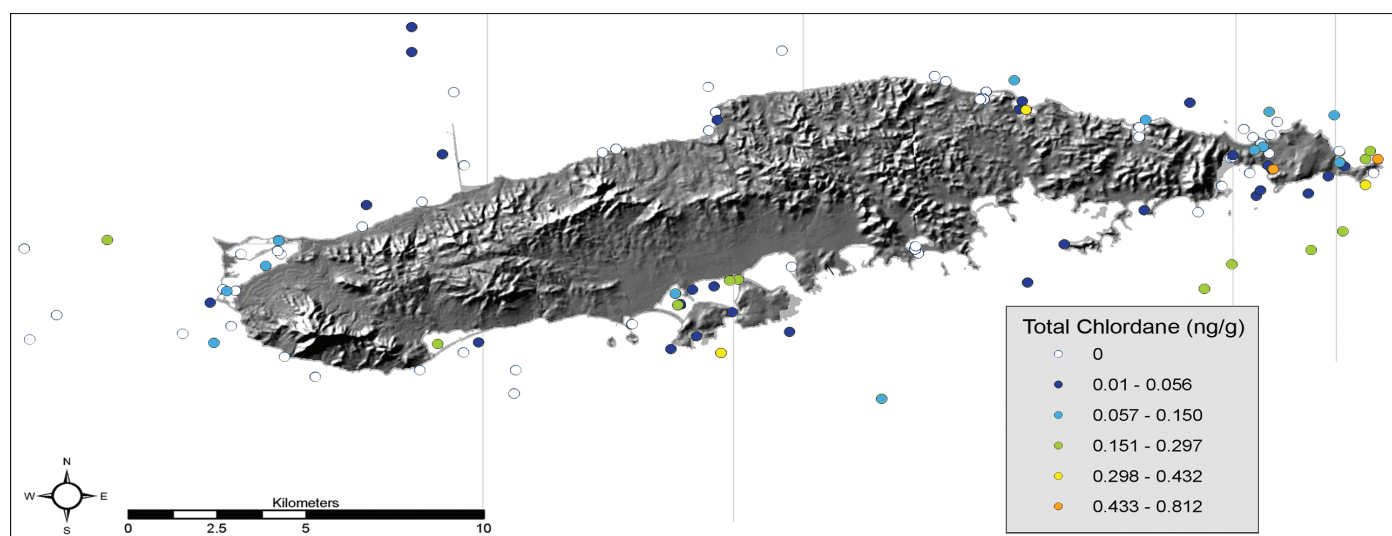 Total Chlordane (ng/g)
0
0.01 - 0.056
0.057 - 0.150
0.151 - 0.297
0.298 - 0.432
0.433 - 0.812
N
W E
S
Kilometers
0 2.5 5 10